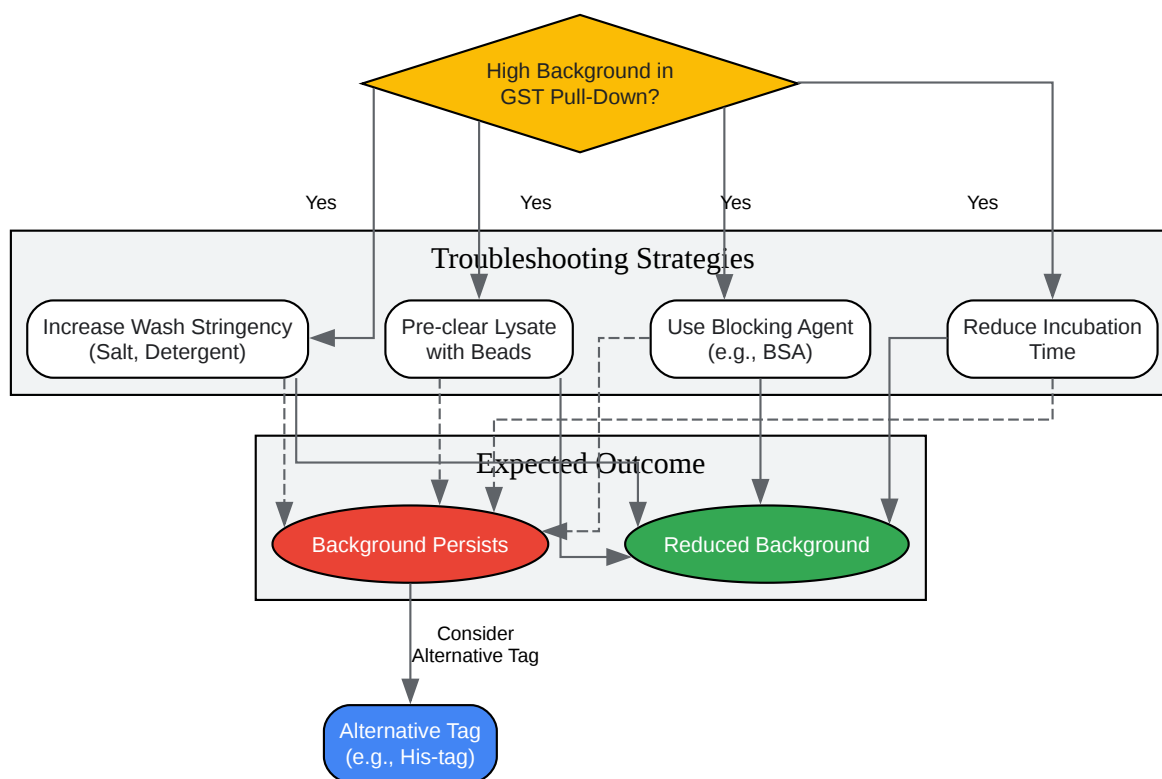 High Background in
GST Pull-Down?
Yes
Yes
Yes
Yes
Troubleshooting Strategies
Increase Wash Stringency
(Salt, Detergent)
Pre-clear Lysate
with Beads
Use Blocking Agent
(e.g., BSA)
Reduce Incubation
Time
Expected Outcome
Background Persists
Reduced Background
Consider
Alternative Tag
Alternative Tag
(e.g., His-tag)